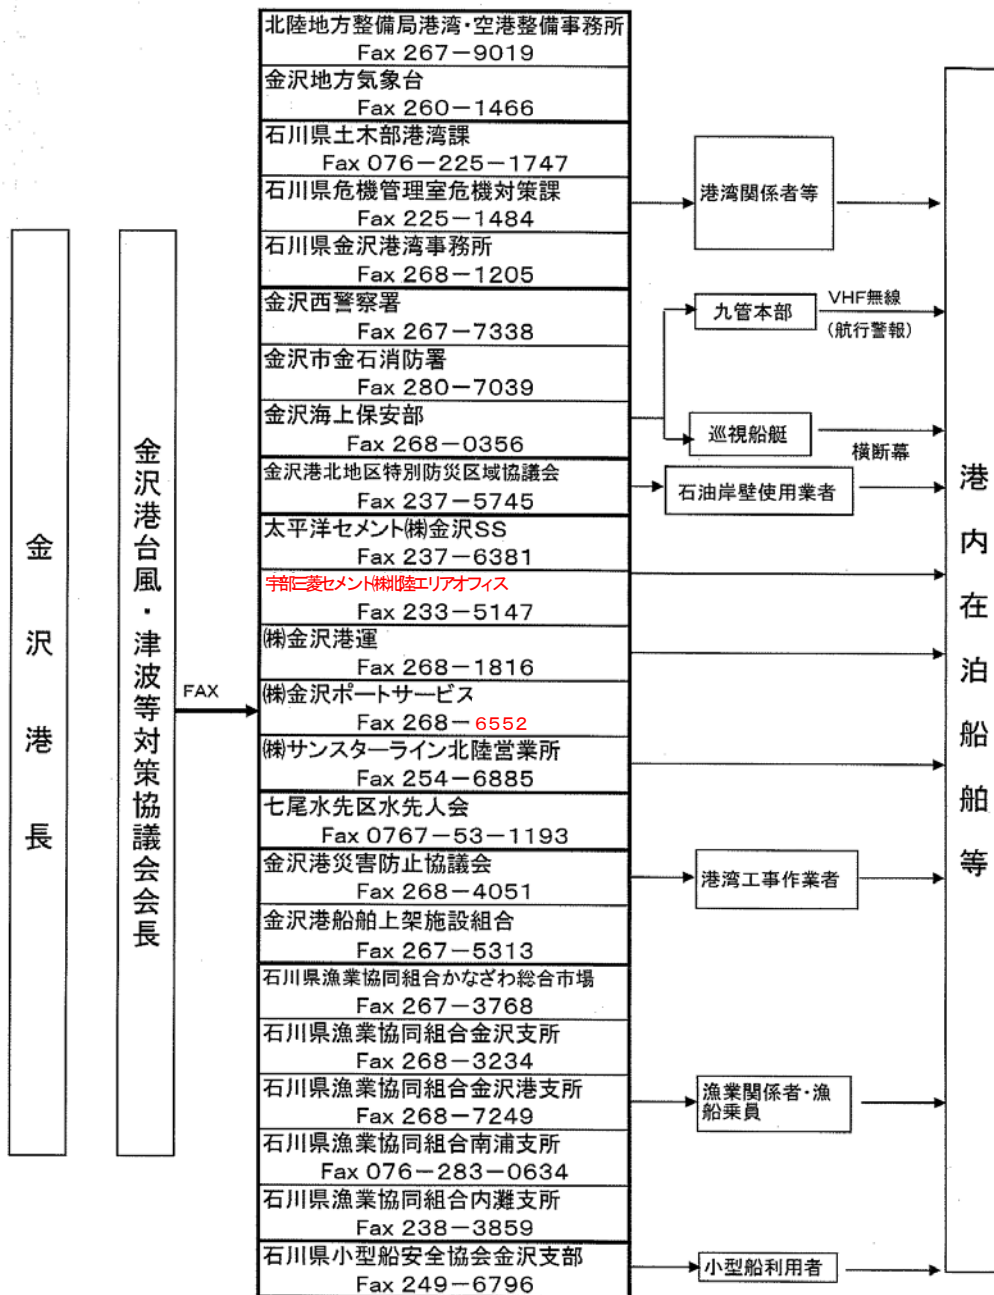 金沢港長
金沢港台風・津波等対策協議会会長
FAX
北陸地方整備局港湾・空港整備事務所
Fax 267－9019
金沢地方気象台
Fax 260－1466
石川県土木部港湾課
Fax 076－225－1747
石川県危機管理室危機対策課
Fax 225－1484
石川県金沢港湾事務所
Fax 268－1205
金沢西警察署
Fax 267－7338
金沢市金石消防署
Fax 280－7039
金沢海上保安部
Fax 268－0356
金沢港北地区特別防災区域協議会
Fax 237－5745
太平洋セメント㈱金沢SS
Fax 237－6381
宇部三菱セメント㈱北陸エリアオフィス
Fax 233－5147
㈱金沢港運
Fax 268－1816
㈱金沢ポートサービス
Fax 268－6552
㈱サンスターライン北陸営業所
Fax 254－6885
七尾水先区水先人会
Fax 0767－53－1193
金沢港災害防止協議会
Fax 268－4051
金沢港船舶上架施設組合
Fax 267－5313
石川県漁業協同組合かなざわ総合市場
Fax 267－3768
石川県漁業協同組合金沢支所
Fax 268－3234
石川県漁業協同組合金沢港支所
Fax 268－7249
石川県漁業協同組合南浦支所
Fax 076－283－0634
石川県漁業協同組合内灘支所
Fax 238－3859
石川県小型船安全協会金沢支部
Fax 249－6796
港湾関係者等
九管本部
VHF無線
(航行警報)
巡視船艇
横断幕
石油岸壁使用業者
港湾工事作業者
漁業関係者・漁
船乗員
小型船利用者
港内在泊船舶等